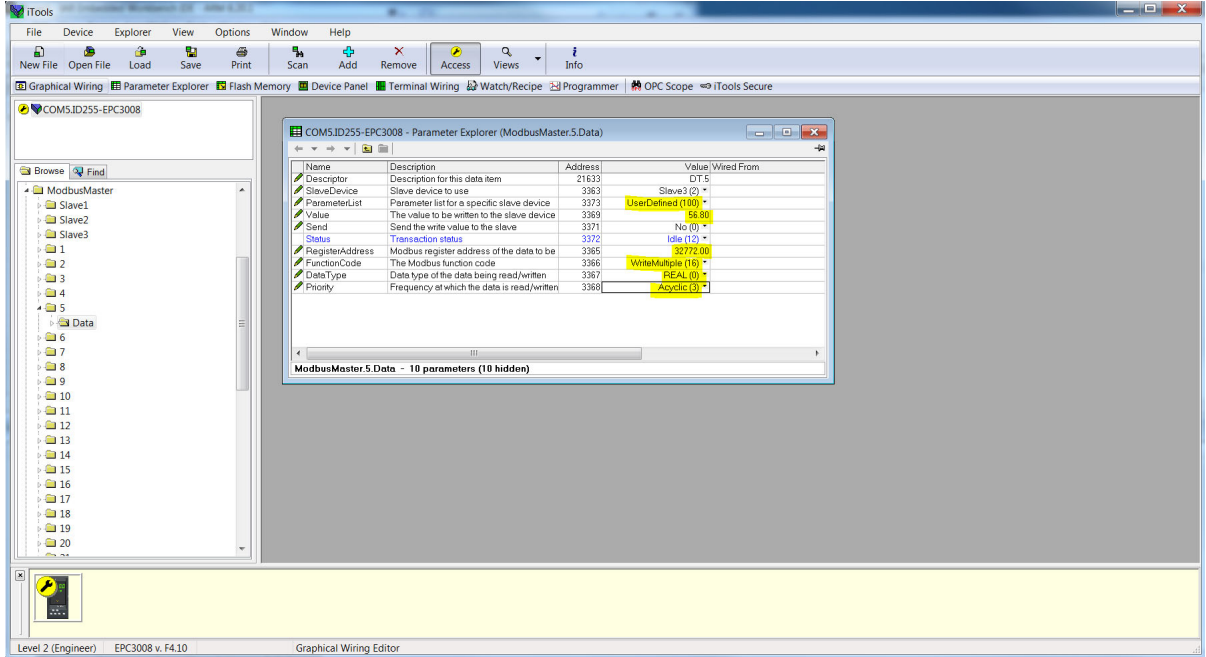 iTools
File Device Explorer View Options Window Help
New File Open File Load Save Print Scan Add Remove Access Views Info
Graphical Wiring Parameter Explorer Flash Memory Device Panel Terminal Wiring Watch/Recipe Programmer OPC Scope iTools Secure
COM5.ID255-EPC3008
Browse Find
ModbusMaster
Slave1
Slave2
Slave3
1
2
3
4
5
Data
6
7
8
9
10
11
12
13
14
15
16
17
18
19
20
COM5.ID255-EPC3008 - Parameter Explorer (ModbusMaster.5.Data)
Name Description Address Value Wired From
Descriptor Description for this data item 21633 DT.5
SlaveDevice Slave device to use 3363 Slave3 (2)
ParameterList Parameter list for a specific slave device 3373 UserDefined (100)
Value The value to be written to the slave device 3369 56.80
Send Send the write value to the slave 3371 No (0)
Status Transaction status 3372 Idle (12)
RegisterAddress Modbus register address of the data to be 3365 32772.00
FunctionCode The Modbus function code 3366 WriteMultiple (16)
DataType Data type of the data being read/written 3367 REAL (0)
Priority Frequency at which the data is read/written 3368 Acyclic (3)
ModbusMaster.5.Data - 10 parameters (10 hidden)
Level 2 (Engineer) EPC3008 v. F4.10 Graphical Wiring Editor